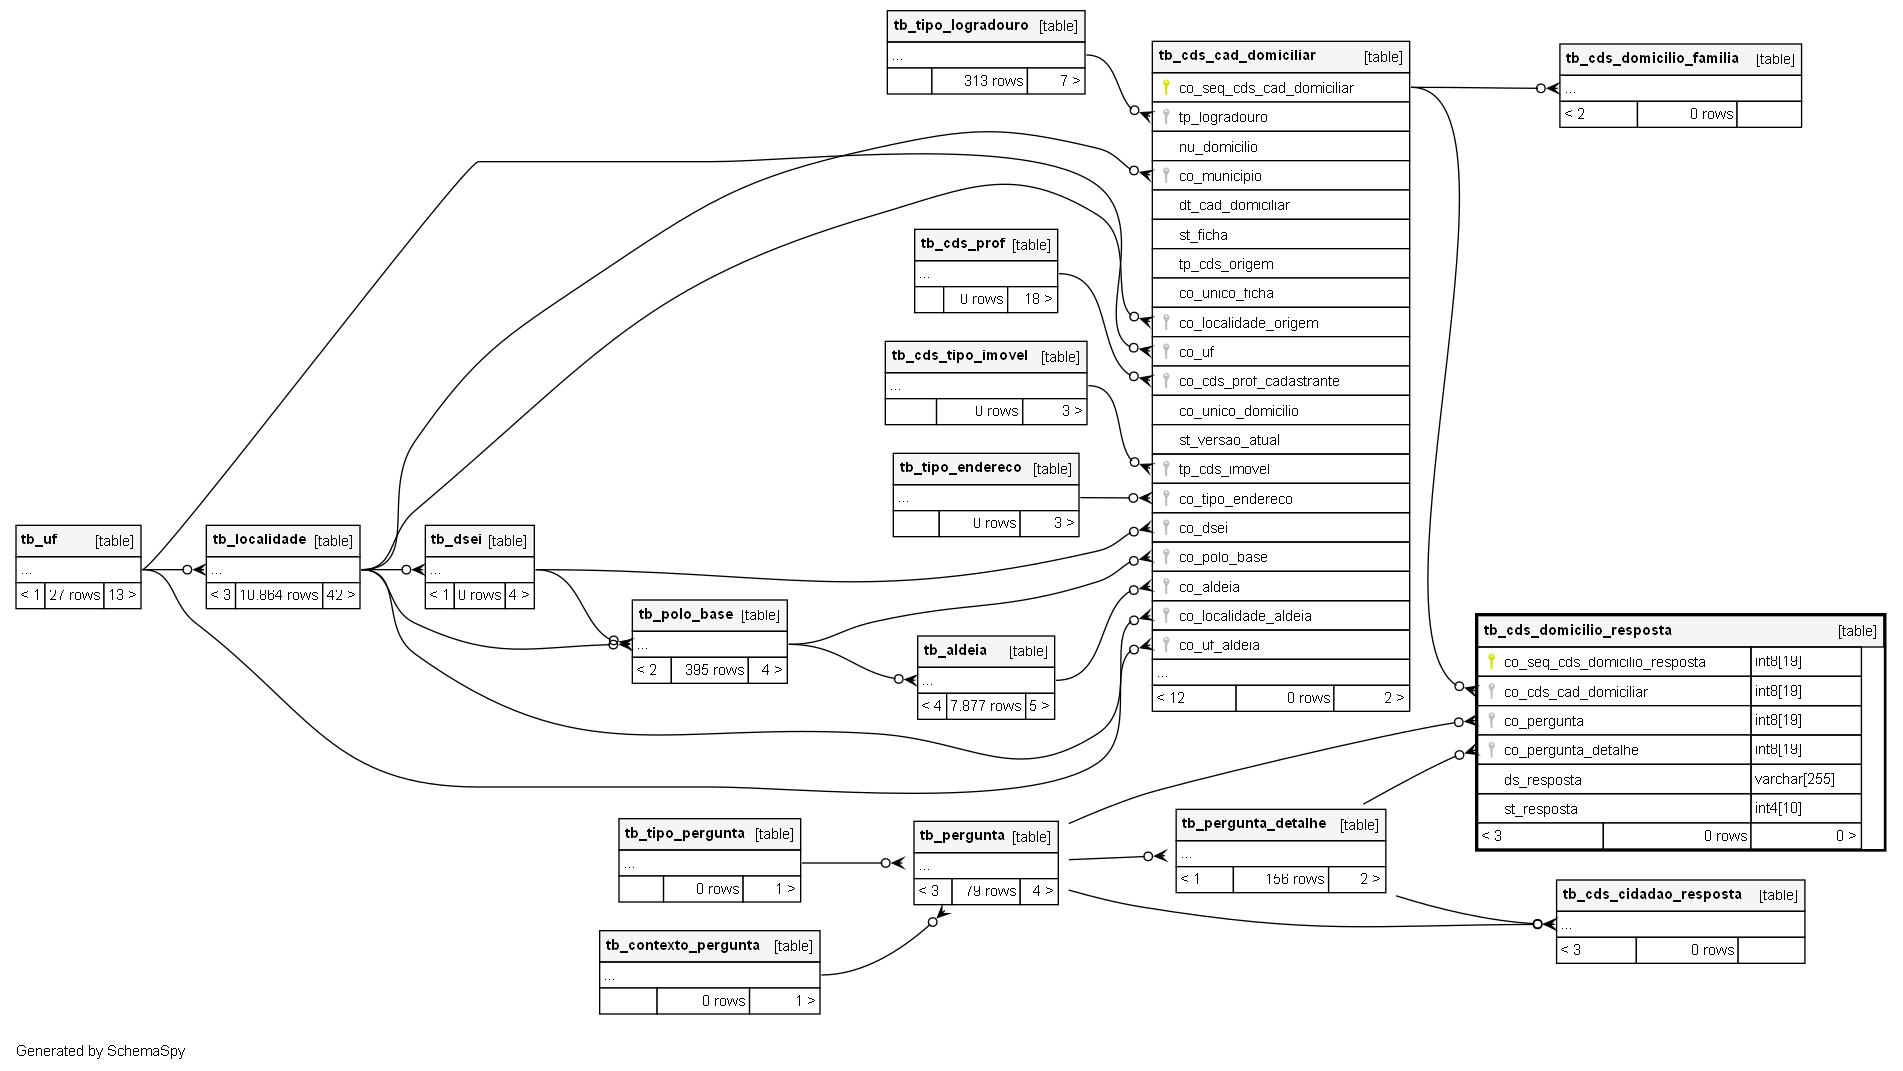 tb_tipo_logradouro [table]
...
313 rows 7 >
tb_cds_cad_domiciliar [table]
co_seq_cds_cad_domiciliar
tp_logradouro
nu_domicilio
co_municipio
dt_cad_domiciliar
st_ficha
tp_cds_origem
co_unico_ficha
co_localidade_origem
co_uf
co_cds_prof_cadastrante
co_unico_domicilio
st_versao_atual
tp_cds_imovel
co_tipo_endereco
co_dsei
co_polo_base
co_aldeia
co_localidade_aldeia
co_uf_aldeia
...
< 12 0 rows 2 >
tb_cds_domicilio_familia [table]
...
< 2 0 rows
tb_cds_prof [table]
...
0 rows 18 >
tb_cds_tipo_imovel [table]
...
0 rows 3 >
tb_tipo_endereco [table]
...
0 rows 3 >
tb_uf [table]
...
< 1 27 rows 13 >
tb_localidade [table]
...
< 3 10.864 rows 42 >
tb_dsei [table]
...
< 1 0 rows 4 >
tb_polo_base [table]
...
< 2 395 rows 4 >
tb_aldeia [table]
...
< 4 7.877 rows 5 >
tb_cds_domicilio_resposta [table]
co_seq_cds_domicilio_resposta int8[19]
co_cds_cad_domiciliar int8[19]
co_pergunta int8[19]
co_pergunta_detalhe int8[19]
ds_resposta varchar[255]
st_resposta int4[10]
< 3 0 rows 0 >
tb_tipo_pergunta [table]
...
0 rows 1 >
tb_pergunta [table]
...
< 3 79 rows 4 >
tb_pergunta_detalhe [table]
...
< 1 156 rows 2 >
tb_cds_cidadao_resposta [table]
...
< 3 0 rows
tb_contexto_pergunta [table]
...
0 rows 1 >
Generated by SchemaSpy